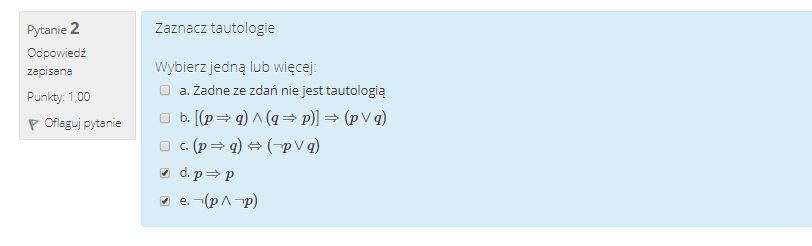 Pytanie 2
Odpowiedź
zapisana
Punkty: 1,00
Oflaguj pytanie
Zaznacz tautologie
Wybierz jedną lub więcej:
a. Żadne ze zdań nie jest tautologią
b. [(p ⇒ q) ∧ (q ⇒ p)] ⇒ (p ∨ q)
c. (p ⇒ q) ⇔ (¬p ∨ q)
d. p ⇒ p
e. ¬(p ∧ ¬p)